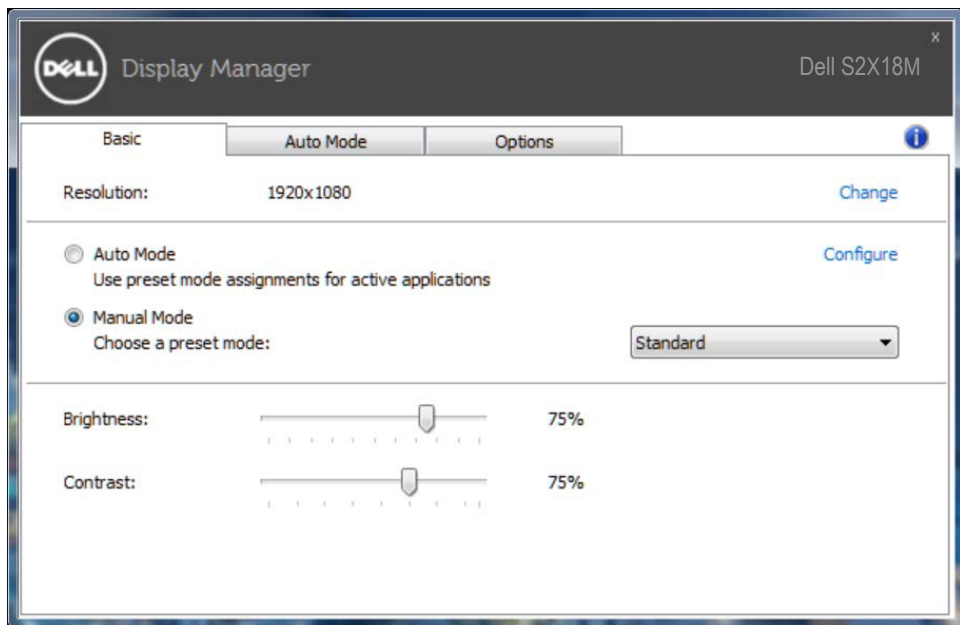 DELL Display Manager
x
Dell S2X18M
Basic Auto Mode Options
Resolution: 1920x1080 Change
Auto Mode Configure
Use preset mode assignments for active applications
Manual Mode
Choose a preset mode: Standard
Brightness: 75%
Contrast: 75%